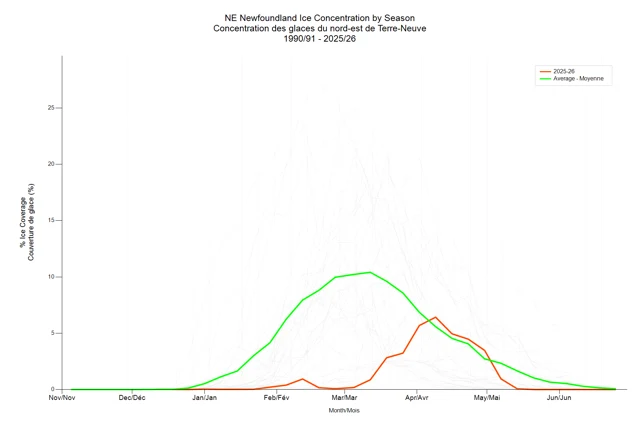 NE Newfoundland Ice Concentration by Season
Concentration des glaces du nord-est de Terre-Neuve
1990/91 - 2025/26
2025-26
Average - Moyenne
25
20
15
10
5
0
% Ice Coverage
Couverture de glace (%)
Nov/Nov Dec/Déc Jan/Jan Feb/Fév Mar/Mar Apr/Avr May/Mai Jun/Jun
Month/Mois